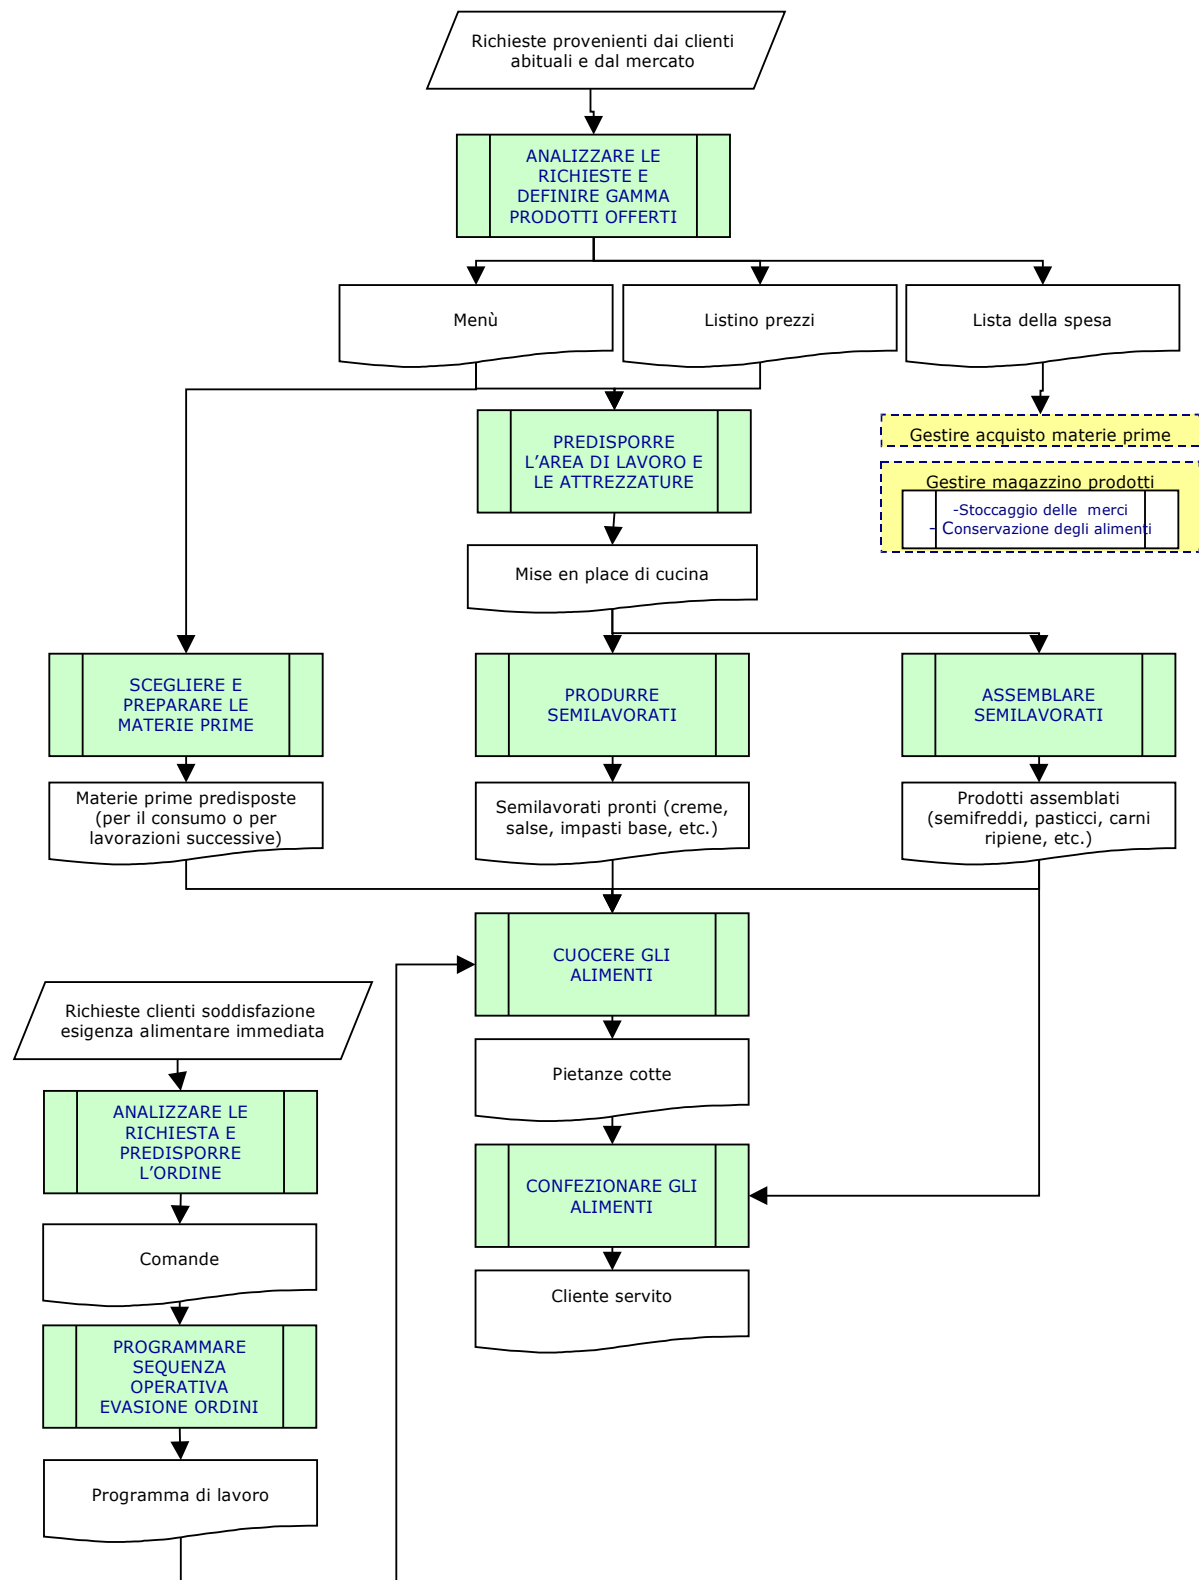 Richieste provenienti dai clienti
abituali e dal mercato
ANALIZZARE LE
RICHIESTE E
DEFINIRE GAMMA
PRODOTTI OFFERTI
Menù
Listino prezzi
Lista della spesa
Gestire acquisto materie prime
PREDISPORRE
L'AREA DI LAVORO E
LE ATTREZZATURE
Gestire magazzino prodotti
-Stoccaggio delle merci
- Conservazione degli alimenti
Mise en place di cucina
SCEGLIERE E
PREPARARE LE
MATERIE PRIME
PRODURRE
SEMILAVORATI
ASSEMBLARE
SEMILAVORATI
Materie prime predisposte
(per il consumo o per
lavorazioni successive)
Semilavorati pronti (creme,
salse, impasti base, etc.)
Prodotti assemblati
(semifreddi, pasticci, carni
ripiene, etc.)
CUOCERE GLI
ALIMENTI
Richieste clienti soddisfazione
esigenza alimentare immediata
Pietanze cotte
ANALIZZARE LE
RICHIESTA E
PREDISPORRE
L'ORDINE
CONFEZIONARE GLI
ALIMENTI
Comande
Cliente servito
PROGRAMMARE
SEQUENZA
OPERATIVA
EVASIONE ORDINI
Programma di lavoro